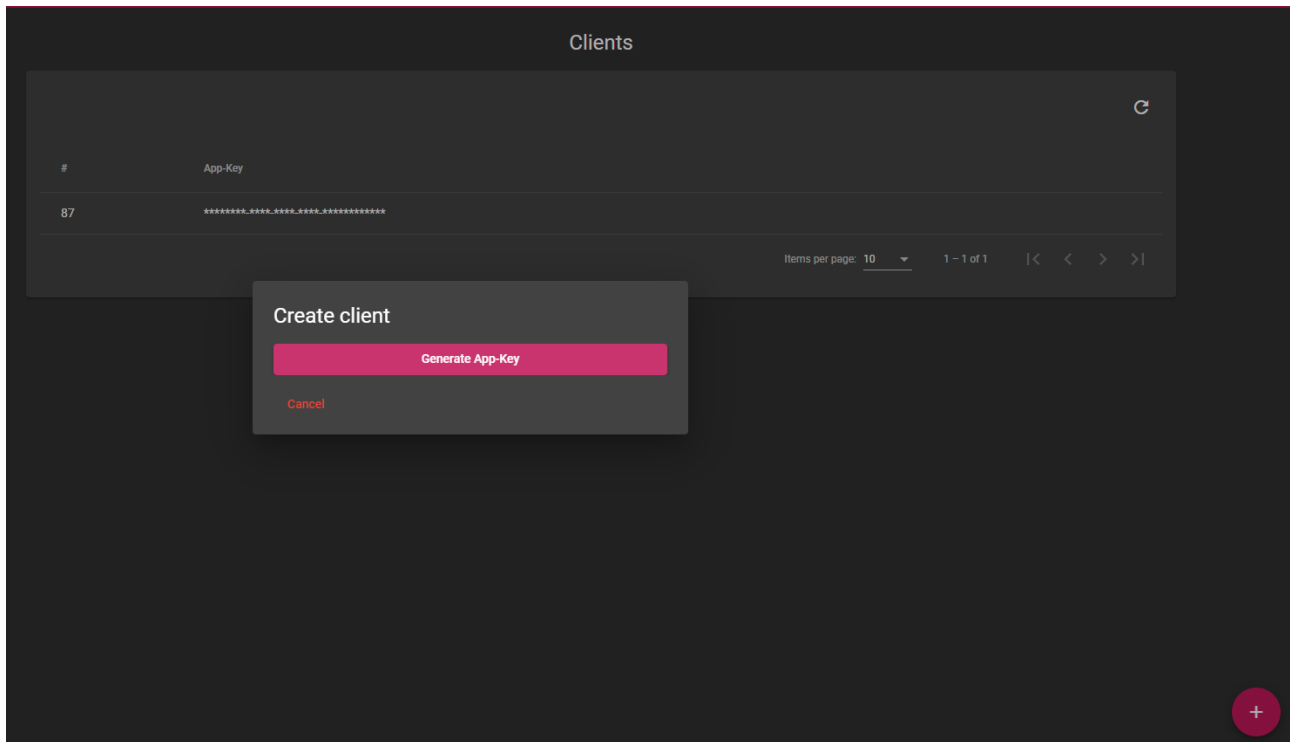 Clients
# App-Key
87 ********-****-****-****-************
Items per page: 10 1 – 1 of 1
Create client
Generate App-Key
Cancel